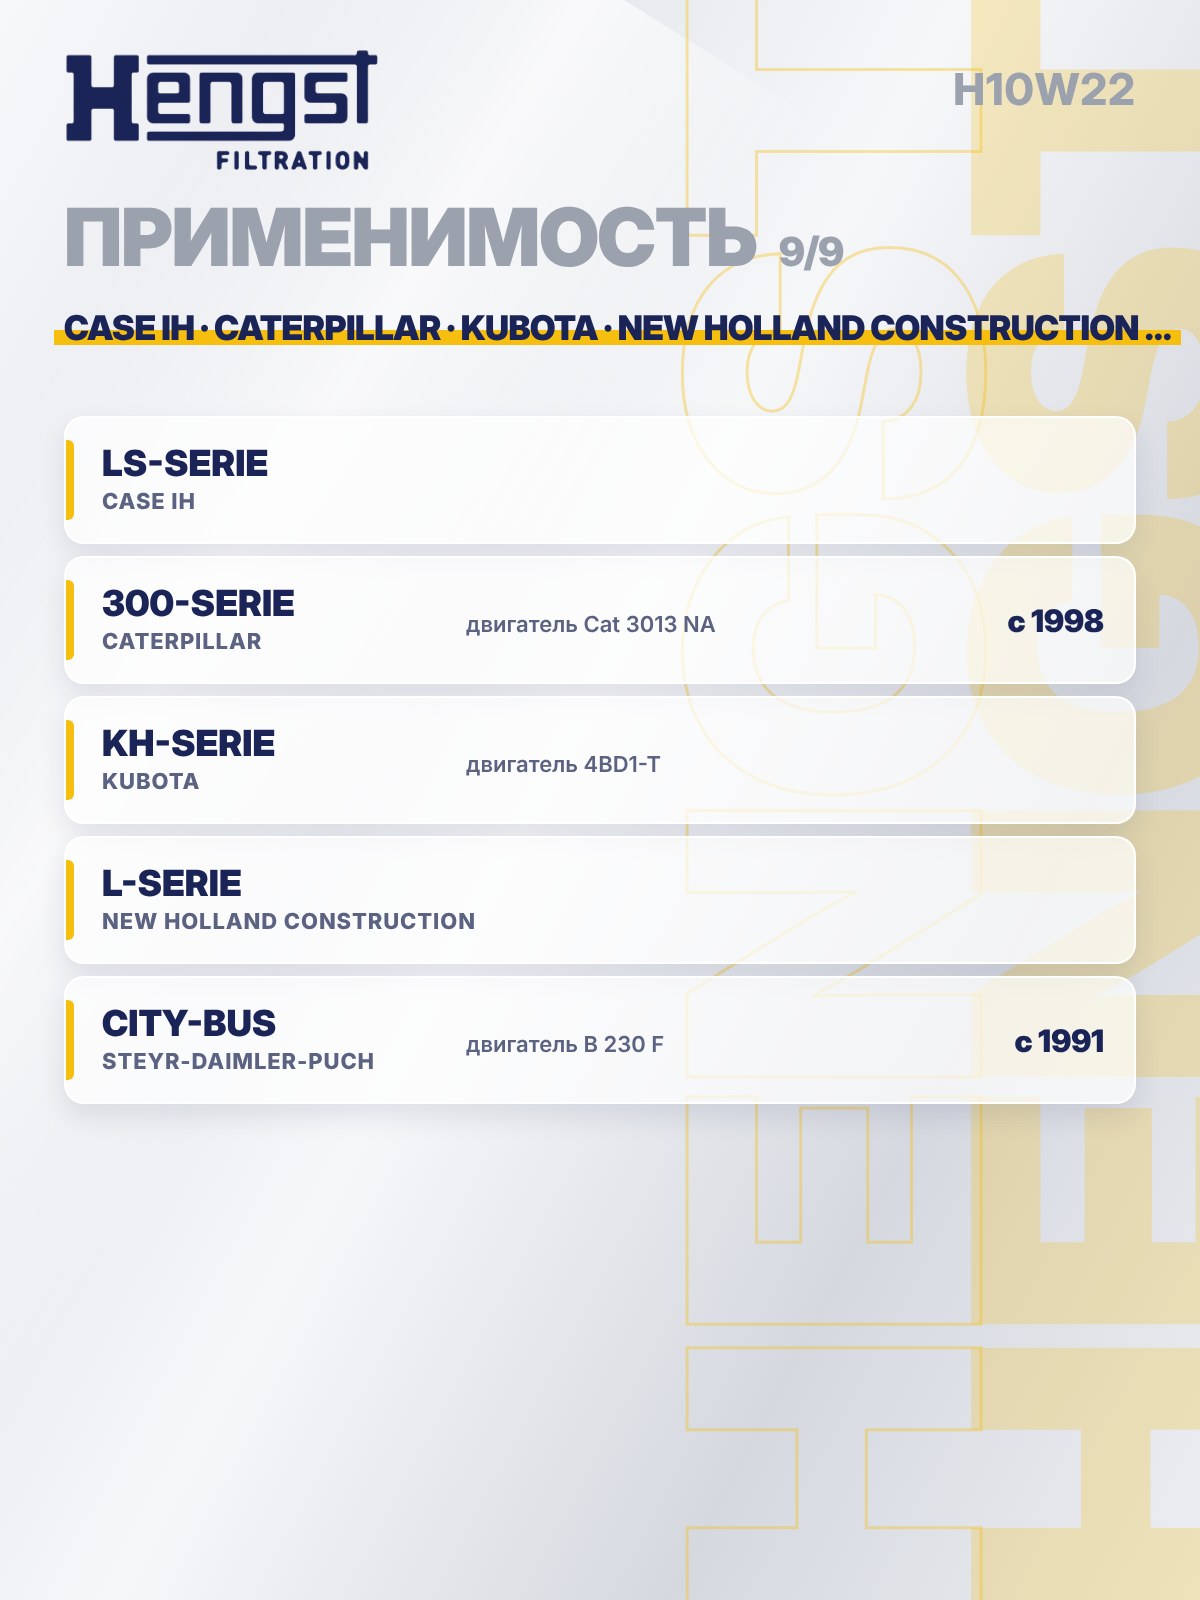 Hengst
FILTRATION
H10W22
ПРИМЕНИМОСТЬ 9/9
CASE IH · CATERPILLAR · KUBOTA · NEW HOLLAND CONSTRUCTION ...
LS-SERIE
CASE IH
300-SERIE
CATERPILLAR
двигатель Cat 3013 NA
с 1998
KH-SERIE
KUBOTA
двигатель 4BD1-T
L-SERIE
NEW HOLLAND CONSTRUCTION
CITY-BUS
STEYR-DAIMLER-PUCH
двигатель B 230 F
с 1991
HENGST
HENGST